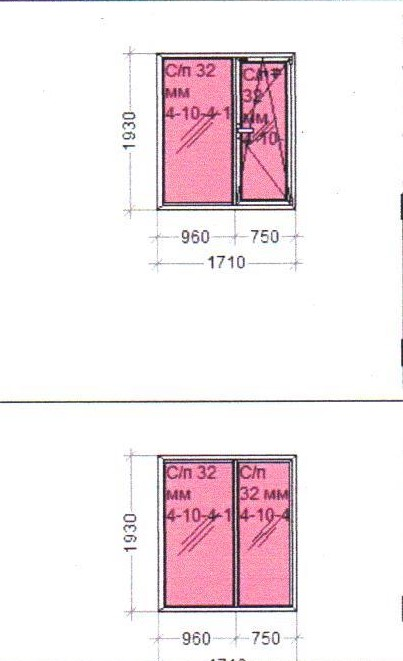 С/п 32
мм
4-10-4-1
С/п#
32
мм
4-10-
1930
960
750
1710
С/п 32
мм
4-10-4-1
С/п
32 мм
4-10-4
1930
960
750